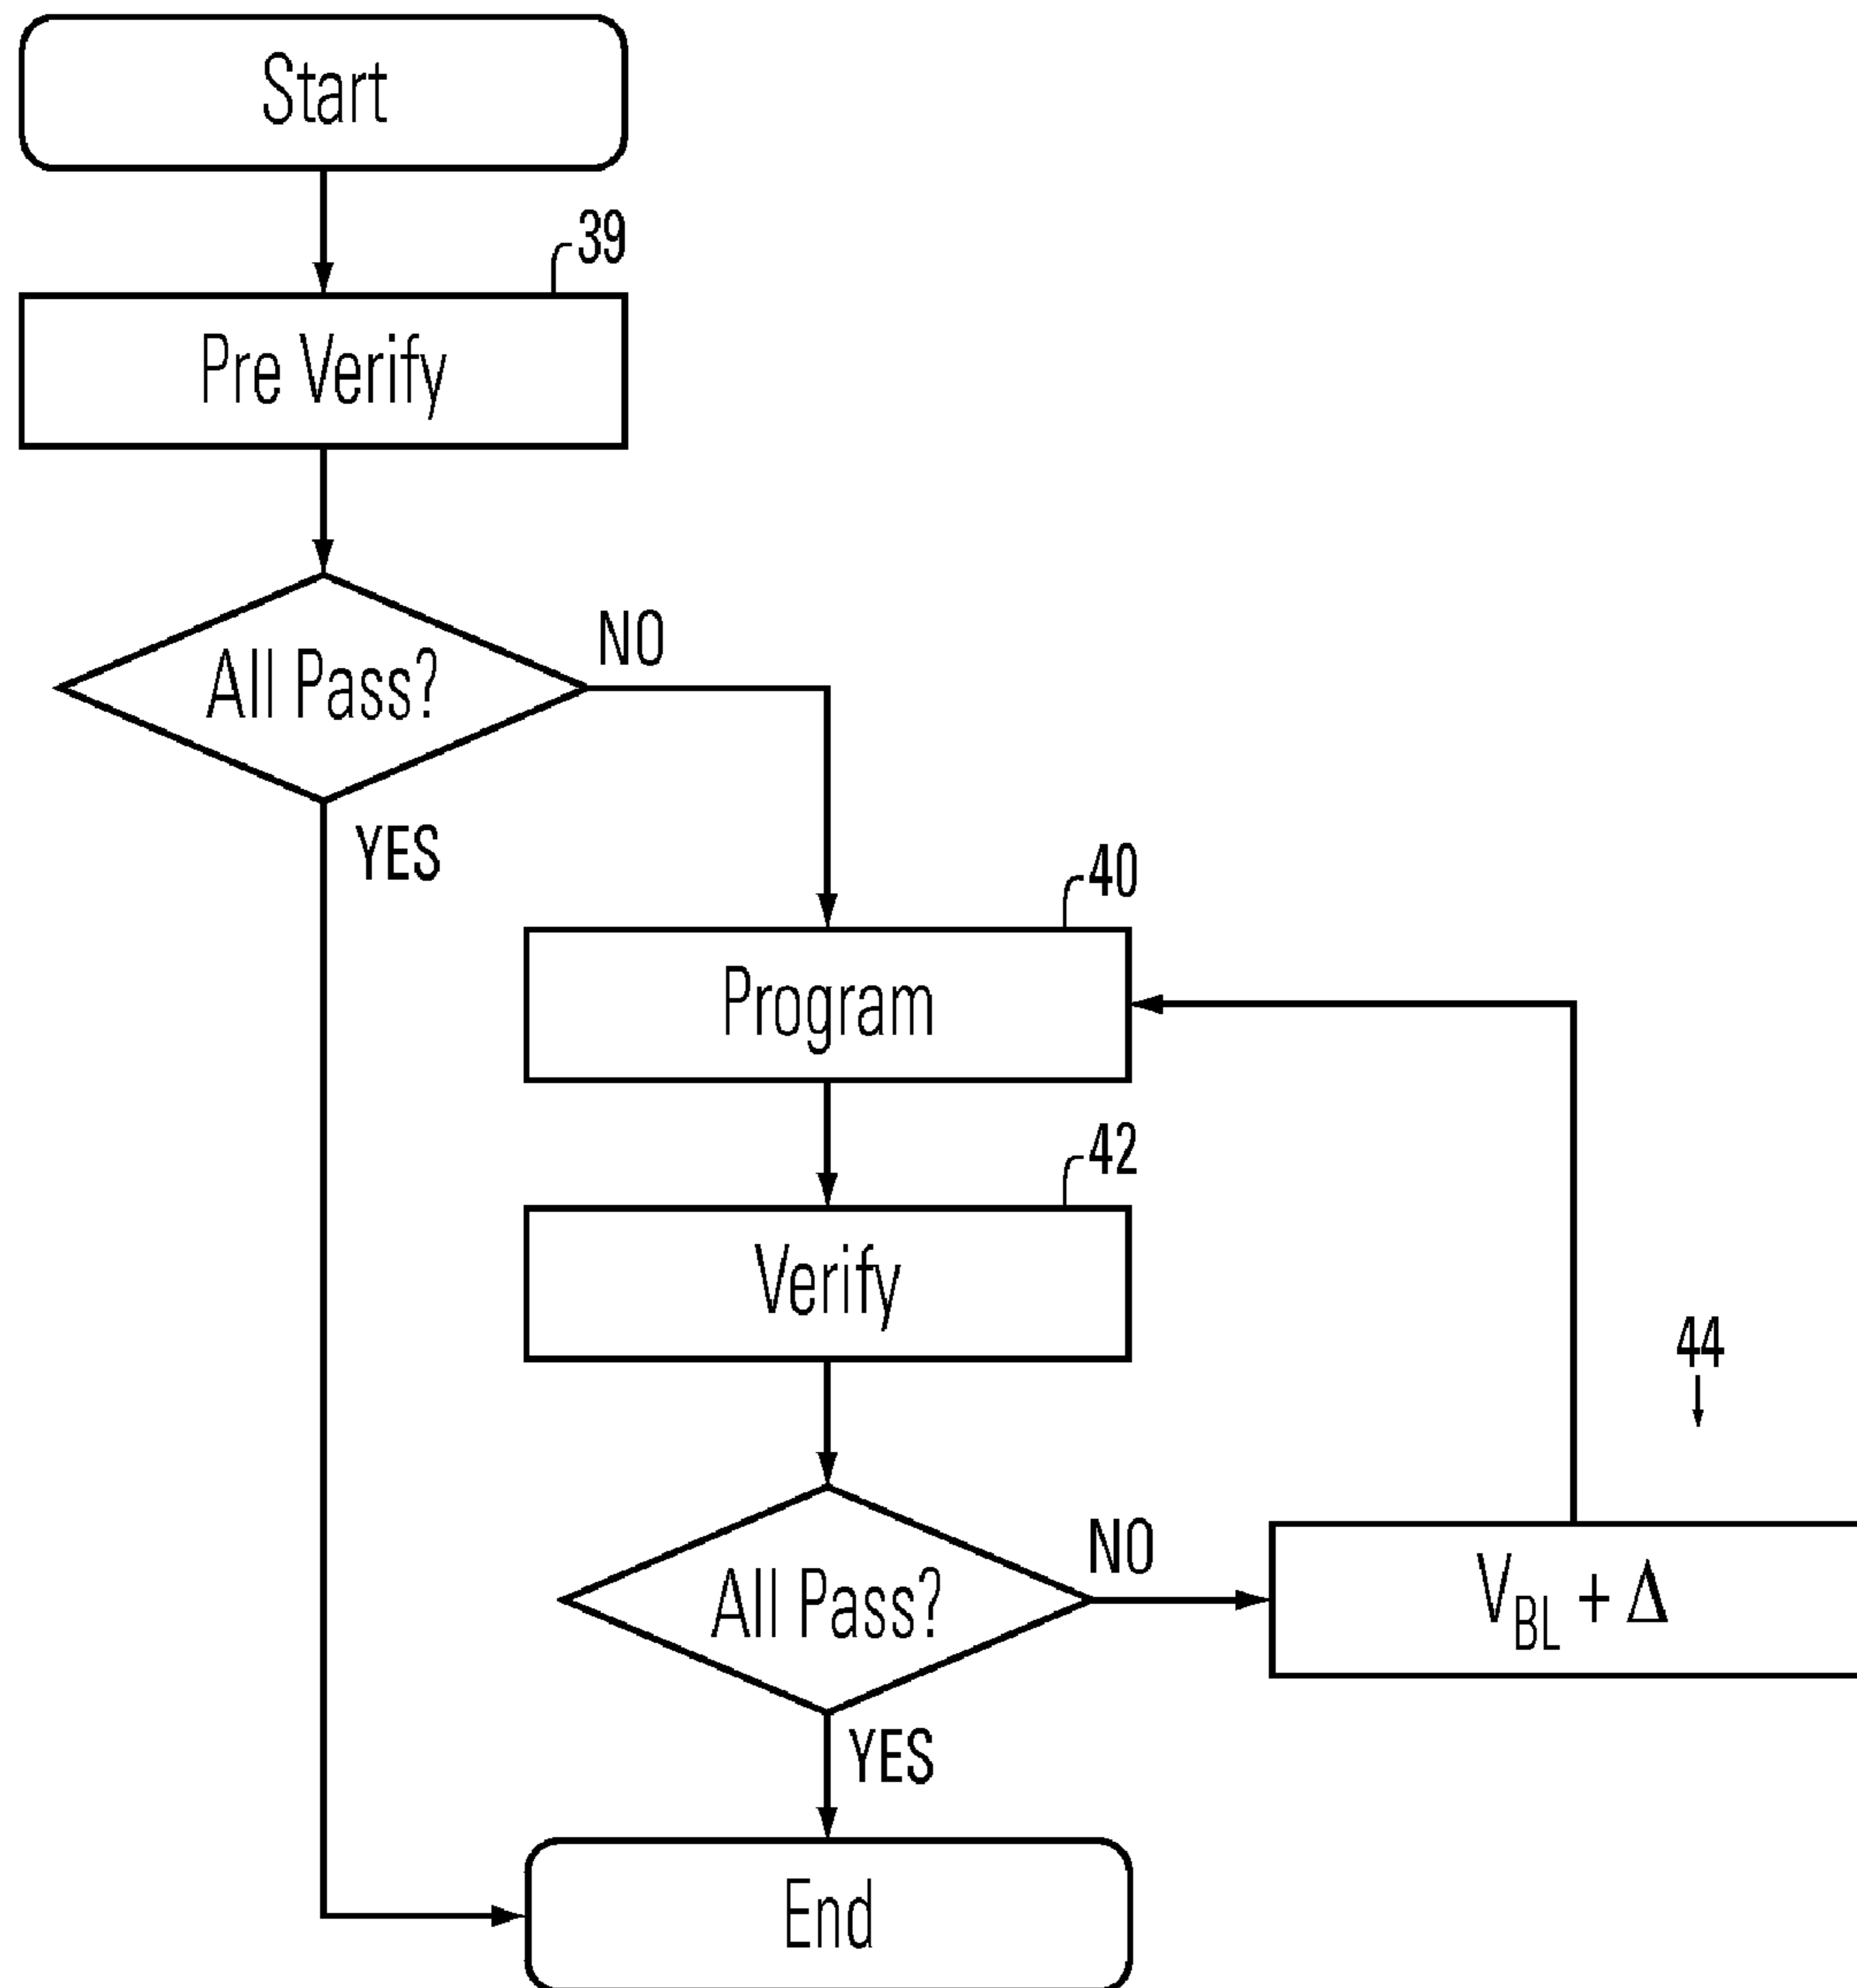 Start
39
Pre Verify
All Pass?
NO
YES
40
Program
42
Verify
44
All Pass?
NO
V_BL + Δ
YES
End